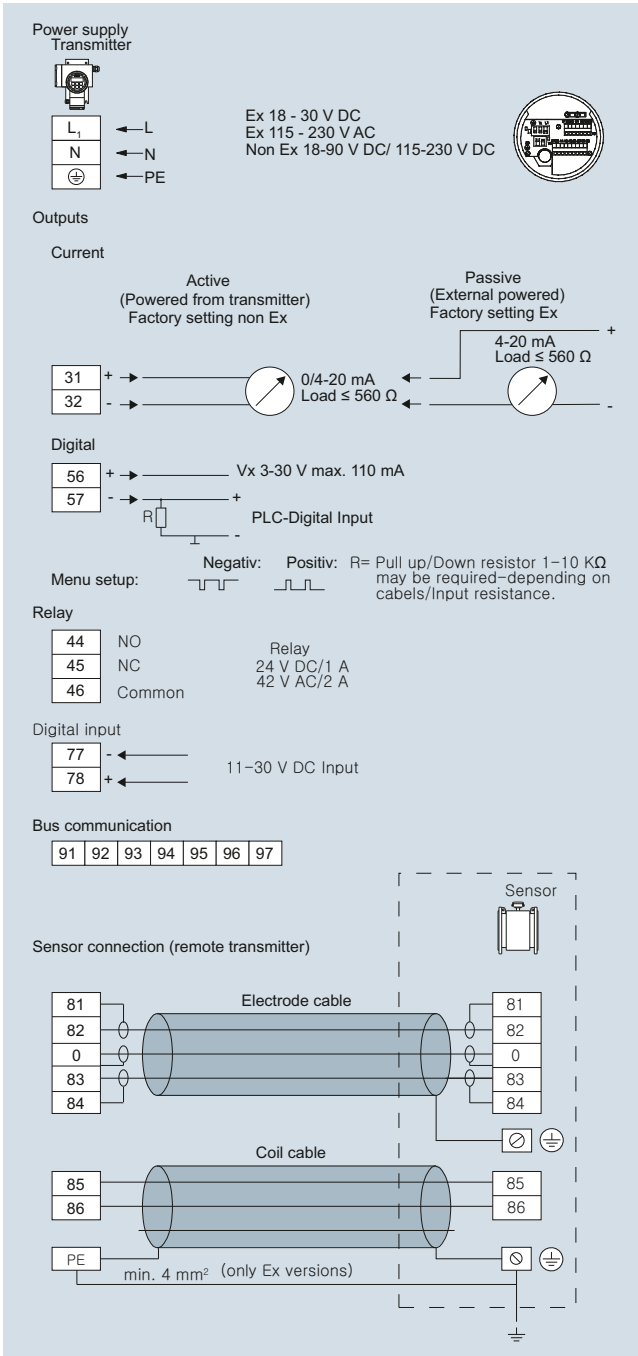 Power supply
Transmitter
L1 L
N N
PE
Ex 18 - 30 V DC
Ex 115 - 230 V AC
Non Ex 18-90 V DC/ 115-230 V DC
Outputs
Current
Active
(Powered from transmitter)
Factory setting non Ex
Passive
(External powered)
Factory setting Ex
+
4-20 mA
Load ≤ 560 Ω
31 +
32 -
0/4-20 mA
Load ≤ 560 Ω
-
Digital
56 + Vx 3-30 V max. 110 mA
57 - +
R PLC-Digital Input
-
Menu setup:
Negativ: Positiv:
R= Pull up/Down resistor 1-10 KΩ
may be required-depending on
cabels/Input resistance.
Relay
44 NO
45 NC
46 Common
Relay
24 V DC/1 A
42 V AC/2 A
Digital input
77 -
78 +
11-30 V DC Input
Bus communication
91 92 93 94 95 96 97
Sensor
Sensor connection (remote transmitter)
Electrode cable
81 81
82 82
0 0
83 83
84 84
Coil cable
85 85
86 86
PE
min. 4 mm² (only Ex versions)